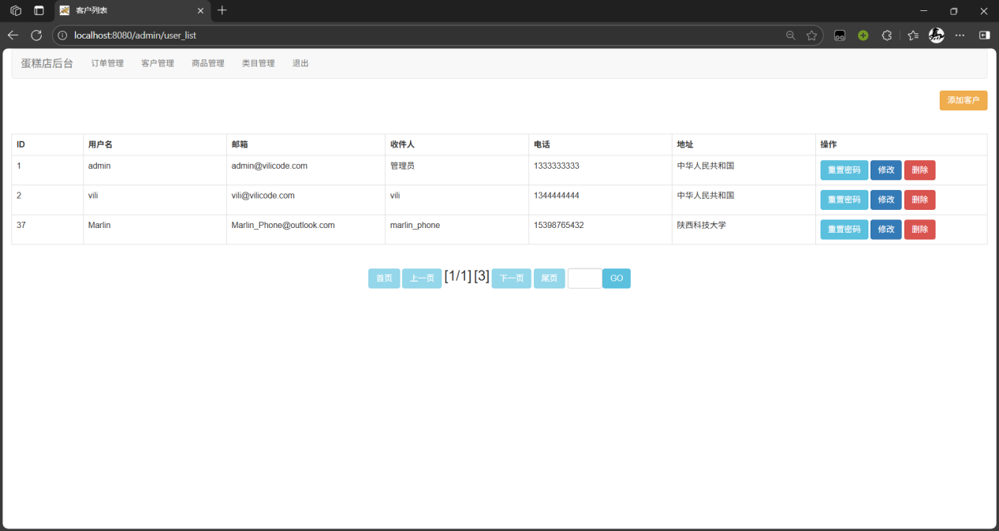 客户列表
localhost:8080/admin/user_list
蛋糕店后台 订单管理 客户管理 商品管理 类目管理 退出
添加客户
ID 用户名 邮箱 收件人 电话 地址 操作
1 admin admin@vilicode.com 管理员 1333333333 中华人民共和国 重置密码 修改 删除
2 vili vili@vilicode.com vili 1344444444 中华人民共和国 重置密码 修改 删除
37 Marlin Marlin_Phone@outlook.com marlin_phone 15398765432 陕西科技大学 重置密码 修改 删除
首页 上一页 [1/1] [3] 下一页 尾页 GO